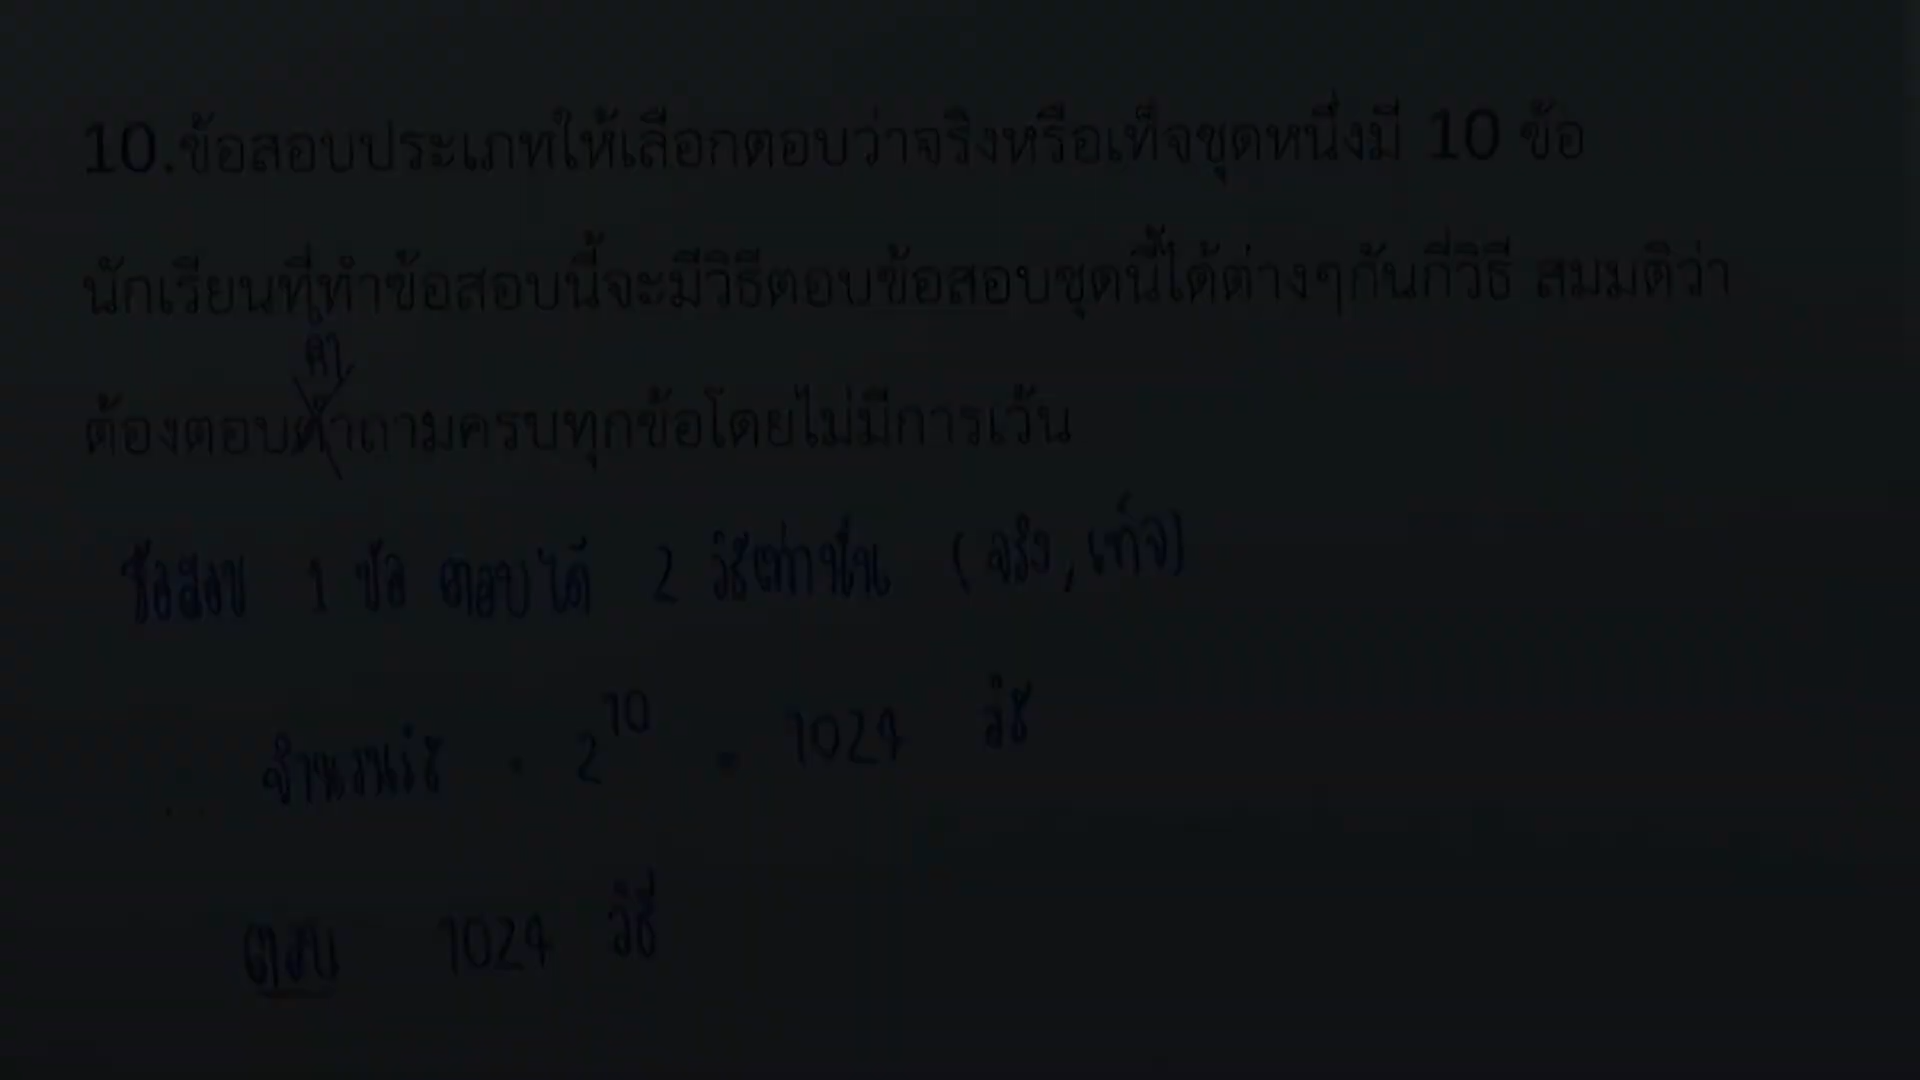 10.ข้อสอบประเภทให้เลือกตอบว่าจริงหรือเท็จชุดหนึ่งมี 10 ข้อ
นักเรียนที่ทำข้อสอบนี้จะมีวิธีตอบข้อสอบชุดนี้ได้ต่างๆกันกี่วิธี สมมติว่า
คำ
ต้องตอบตำถามครบทุกข้อโดยไม่มีการเว้น
ข้อสอบ 1 ข้อ ตอบได้ 2 วิธีเท่านั้น (จริง, เท็จ)
จำนวนวิธี = 2^10 = 1024 วิธี
ตอบ 1024 วิธี